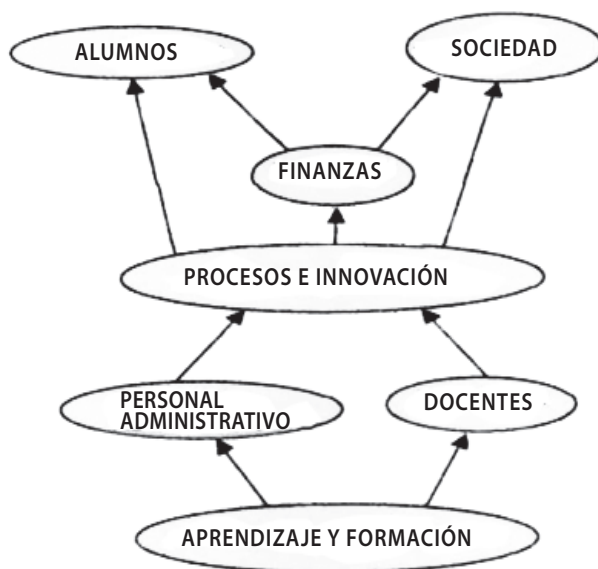 ALUMNOS
SOCIEDAD
FINANZAS
PROCESOS E INNOVACIÓN
PERSONAL
ADMINISTRATIVO
DOCENTES
APRENDIZAJE Y FORMACIÓN